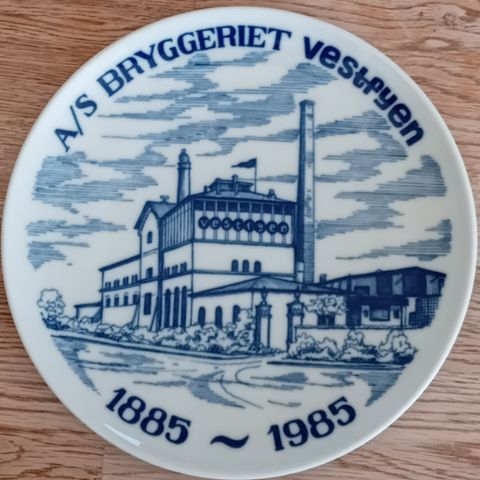 A/S BRYGGERIET vestfyen
vestfyen
1885 ~ 1985